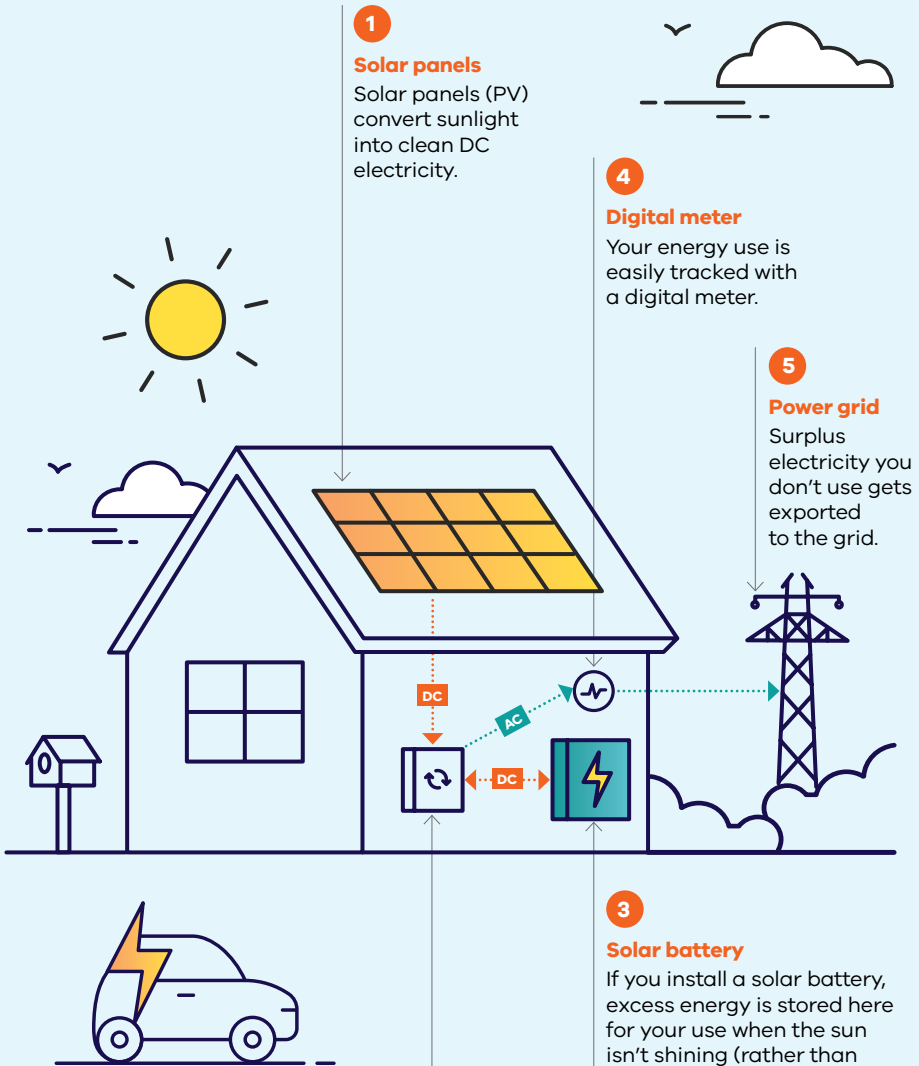 1
Solar panels
Solar panels (PV)
convert sunlight
into clean DC
electricity.
4
Digital meter
Your energy use is
easily tracked with
a digital meter.
5
Power grid
Surplus
electricity you
don’t use gets
exported
to the grid.
DC
AC
DC
3
Solar battery
If you install a solar battery,
excess energy is stored here
for your use when the sun
isn’t shining (rather than